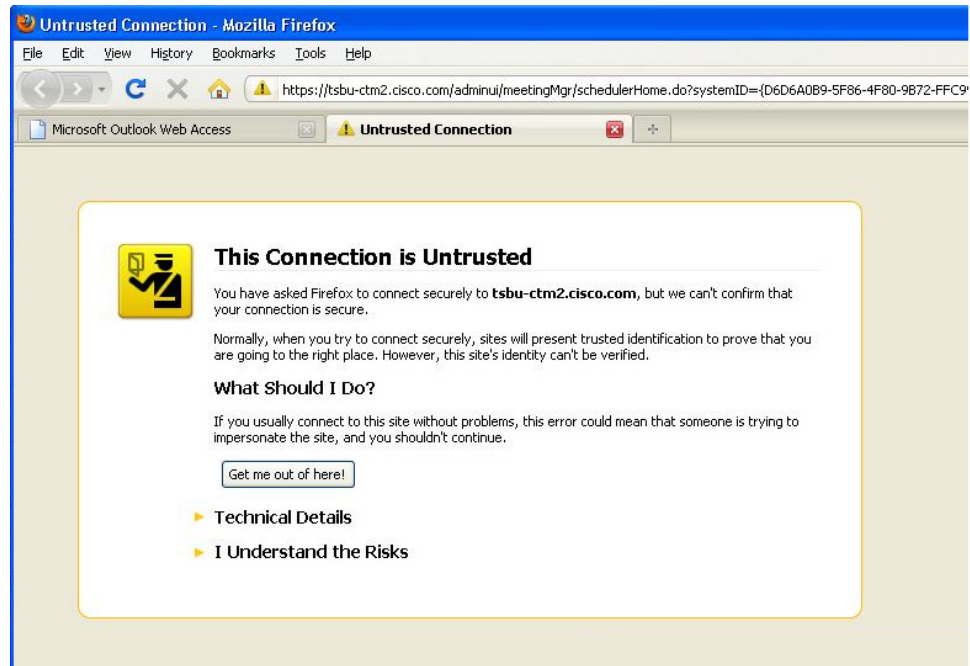 Untrusted Connection - Mozilla Firefox
File Edit View History Bookmarks Tools Help
https://tsbu-ctm2.cisco.com/adminui/meetingMgr/schedulerHome.do?systemID={D6D6A0B9-5F86-4F80-9B72-FFC9
Microsoft Outlook Web Access Untrusted Connection
This Connection is Untrusted
You have asked Firefox to connect securely to tsbu-ctm2.cisco.com, but we can't confirm that
your connection is secure.
Normally, when you try to connect securely, sites will present trusted identification to prove that you
are going to the right place. However, this site's identity can't be verified.
What Should I Do?
If you usually connect to this site without problems, this error could mean that someone is trying to
impersonate the site, and you shouldn't continue.
Get me out of here!
Technical Details
I Understand the Risks